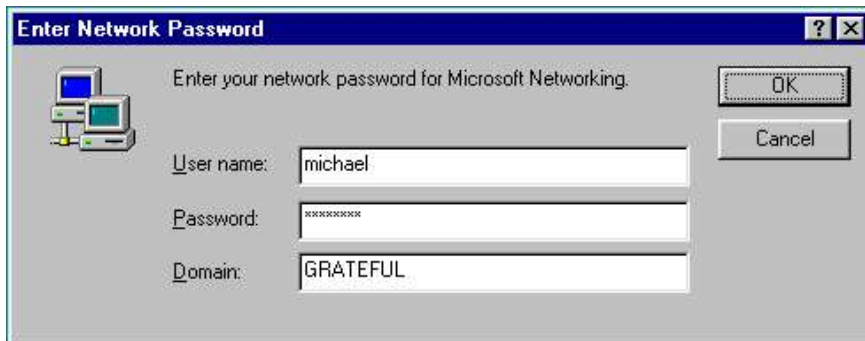 Enter Network Password
? X
Enter your network password for Microsoft Networking.
OK
Cancel
User name: michael
Password: ********
Domain: GRATEFUL